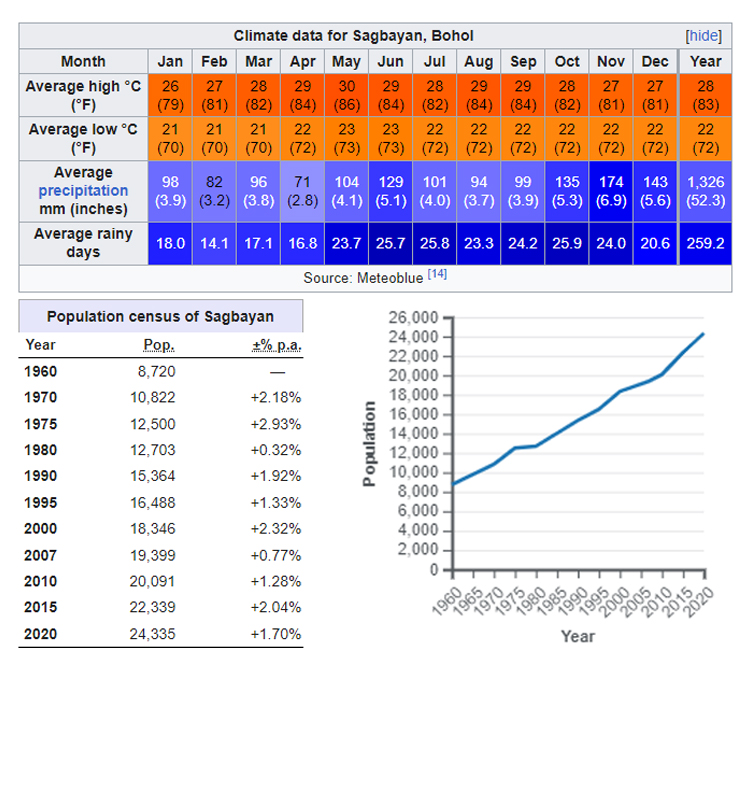 Climate data for Sagbayan, Bohol [hide]
Month Jan Feb Mar Apr May Jun Jul Aug Sep Oct Nov Dec Year
Average high °C 26 27 28 29 30 29 28 29 29 28 27 27 28
(°F) (79) (81) (82) (84) (86) (84) (82) (84) (84) (82) (81) (81) (83)
Average low °C 21 21 21 22 23 23 22 22 22 22 22 22 22
(°F) (70) (70) (70) (72) (73) (73) (72) (72) (72) (72) (72) (72) (72)
Average
precipitation
mm (inches)
98 82 96 71 104 129 101 94 99 135 174 143 1,326
(3.9) (3.2) (3.8) (2.8) (4.1) (5.1) (4.0) (3.7) (3.9) (5.3) (6.9) (5.6) (52.3)
Average rainy
days
18.0 14.1 17.1 16.8 23.7 25.7 25.8 23.3 24.2 25.9 24.0 20.6 259.2
Source: Meteoblue [14]
Population census of Sagbayan
Year Pop. ±% p.a.
1960 8,720 —
1970 10,822 +2.18%
1975 12,500 +2.93%
1980 12,703 +0.32%
1990 15,364 +1.92%
1995 16,488 +1.33%
2000 18,346 +2.32%
2007 19,399 +0.77%
2010 20,091 +1.28%
2015 22,339 +2.04%
2020 24,335 +1.70%
Population
26,000
24,000
22,000
20,000
18,000
16,000
14,000
12,000
10,000
8,000
6,000
4,000
2,000
0
1960 1965 1970 1975 1980 1985 1990 1995 2000 2005 2010 2015 2020
Year